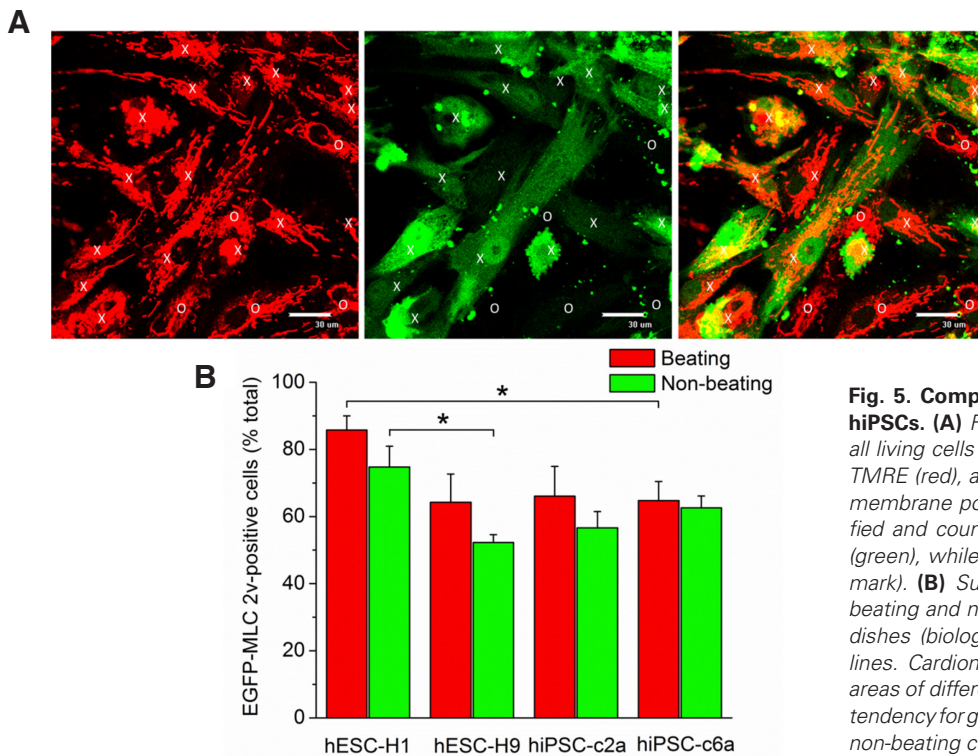 A
30 um
30 um
30 um
B
Beating
Non-beating
EGFP-MLC 2v-positive cells (% total)
100
80
60
40
20
0
*
*
hESC-H1 hESC-H9 hiPSC-c2a hiPSC-c6a
Fig. 5. Comp
hiPSCs. (A) F
all living cells
TMRE (red), a
membrane po
fied and coun
(green), while
mark). (B) Su
beating and n
dishes (biolog
lines. Cardion
areas of differe
tendency for g
non-beating c